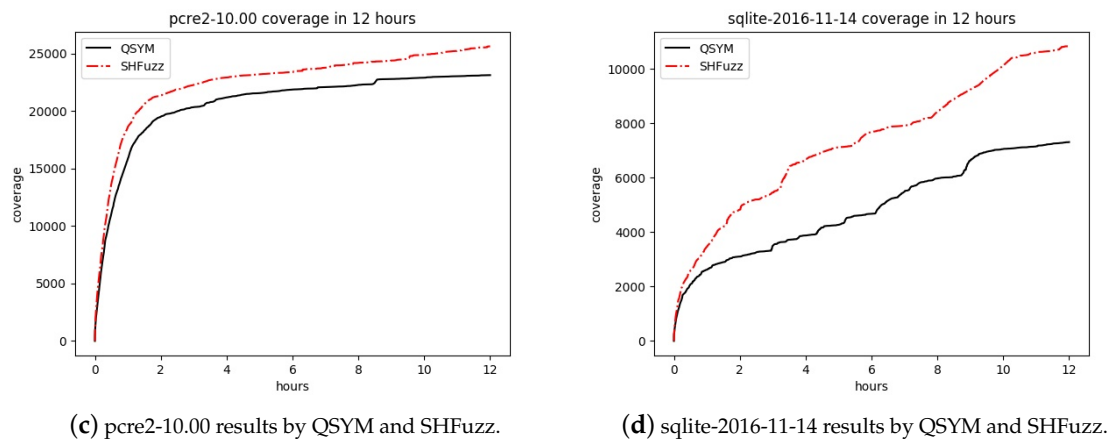 pcre2-10.00 coverage in 12 hours
QSYM
SHFuzz
25000
20000
15000
10000
5000
0
coverage
0 2 4 6 8 10 12
hours
(c) pcre2-10.00 results by QSYM and SHFuzz.
sqlite-2016-11-14 coverage in 12 hours
QSYM
SHFuzz
10000
8000
6000
4000
2000
0
coverage
0 2 4 6 8 10 12
hours
(d) sqlite-2016-11-14 results by QSYM and SHFuzz.